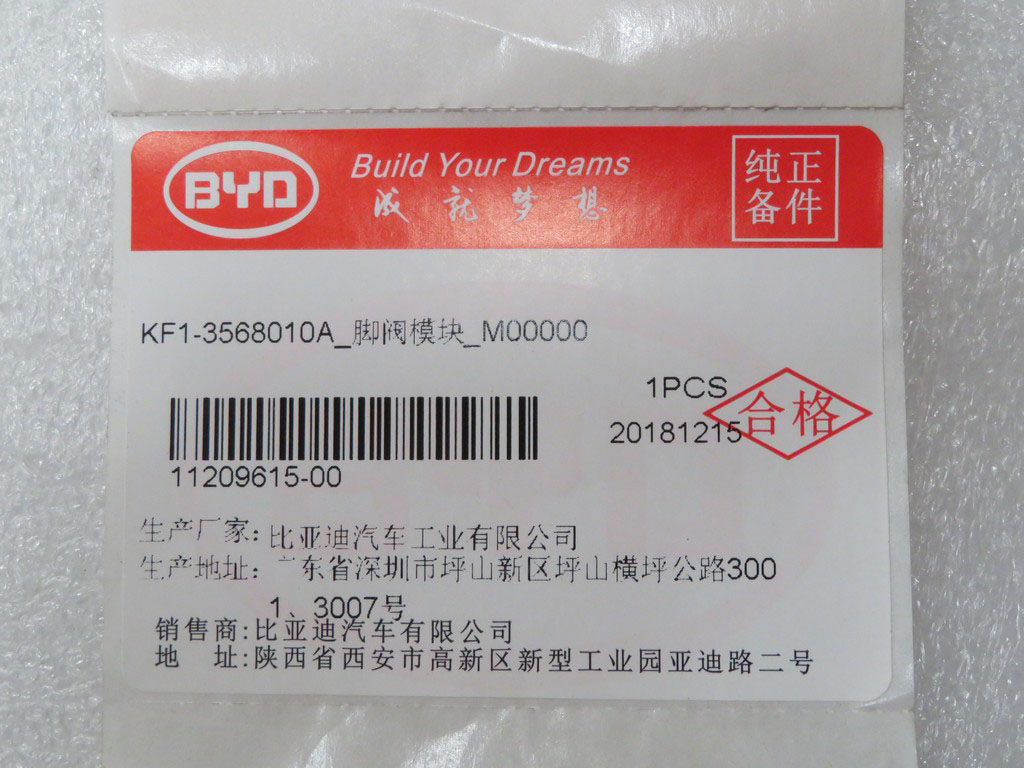 BYD
Build Your Dreams
成就梦想
纯正
备件
KF1-3568010A_脚阀模块_M00000
1PCS
20181215
合格
11209615-00
生产厂家:比亚迪汽车工业有限公司
生产地址:广东省深圳市坪山新区坪山横坪公路300
1、3007号
销售商:比亚迪汽车有限公司
地 址:陕西省西安市高新区新型工业园亚迪路二号